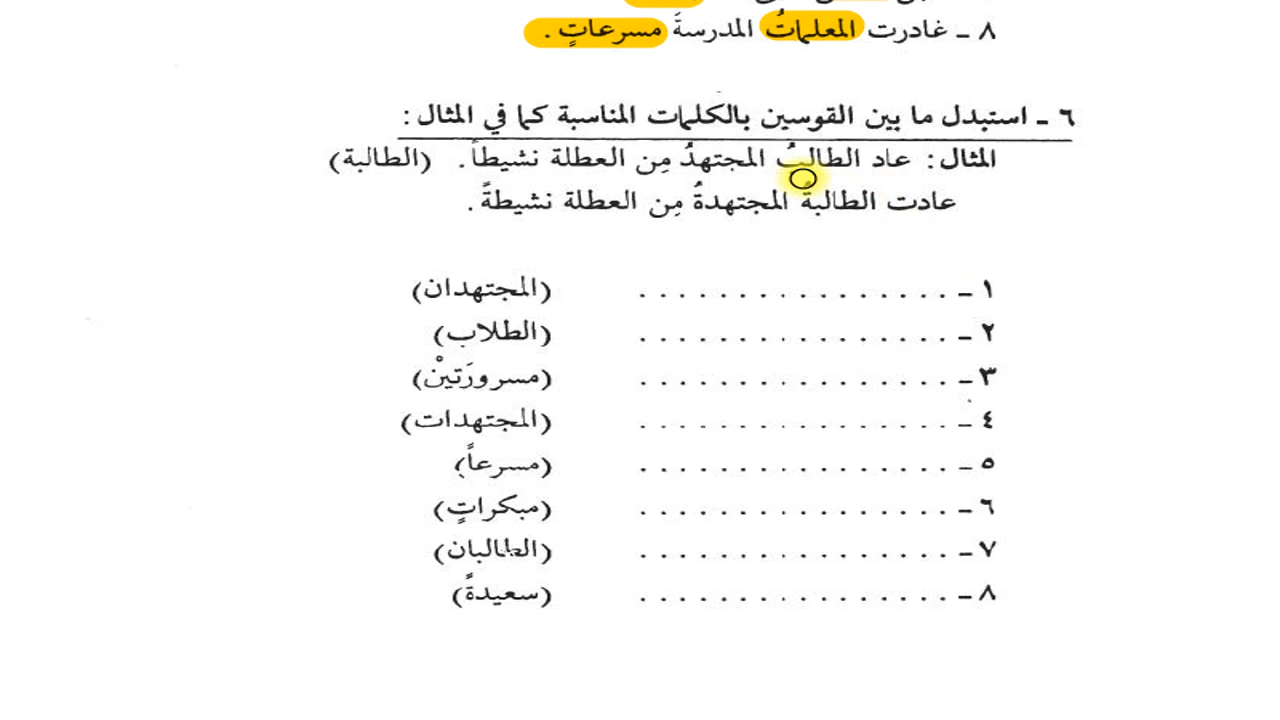 ٨ - غادرت المعلماتُ المدرسةَ مسرعاتٍ .
٦ - استبدل ما بين القوسين بالكلمات المناسبة كما في المثال :
المثال : عاد الطالبُ المجتهدُ مِن العطلة نشيطاً . (الطالبة)
عادت الطالبةُ المجتهدةُ مِن العطلة نشيطةً .
١ - . . . . . . . . . . . . . . . . (المجتهدان)
٢ - . . . . . . . . . . . . . . . . (الطلاب)
٣ - . . . . . . . . . . . . . . . . (مسرورَتينْ)
٤ - . . . . . . . . . . . . . . . . (المجتهدات)
٥ - . . . . . . . . . . . . . . . . (مسرعاً)
٦ - . . . . . . . . . . . . . . . . (مبكراتٍ)
٧ - . . . . . . . . . . . . . . . . (الطالبان)
٨ - . . . . . . . . . . . . . . . . (سعيدةً)